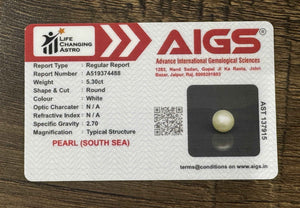 LIFE
CHANGING
ASTRO
AIGS
Advance International Gemological Sciences
1263, Nand Sadan, Gopal Ji Ka Rasta, Johri
Bazar, Jaipur, Raj.
Report Type : Regular Report
Report No. : A519374488
Weight : 5.30ct
Shape & Cut : Round
Colour : White
Optic Charcater : N / A
Refractive Index : N / A
Specific Gravity : 2.70
Magnification : Typical Structure
PEARL (SOUTH SEA)
AST 137915
*terms&conditions on www.aigs.in